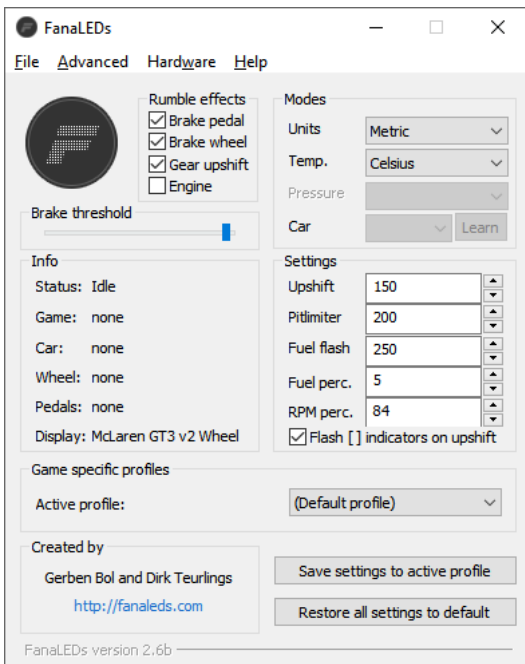 FanaLEDs
File Advanced Hardware Help
Rumble effects
Brake pedal
Brake wheel
Gear upshift
Engine
Brake threshold
Modes
Units Metric
Temp. Celsius
Pressure
Car Learn
Info
Status: Idle
Game: none
Car: none
Wheel: none
Pedals: none
Display: McLaren GT3 v2 Wheel
Settings
Upshift 150
Pitlimiter 200
Fuel flash 250
Fuel perc. 5
RPM perc. 84
Flash [ ] indicators on upshift
Game specific profiles
Active profile: (Default profile)
Created by
Gerben Bol and Dirk Teurlings
http://fanaleds.com
Save settings to active profile
Restore all settings to default
FanaLEDs version 2.6b